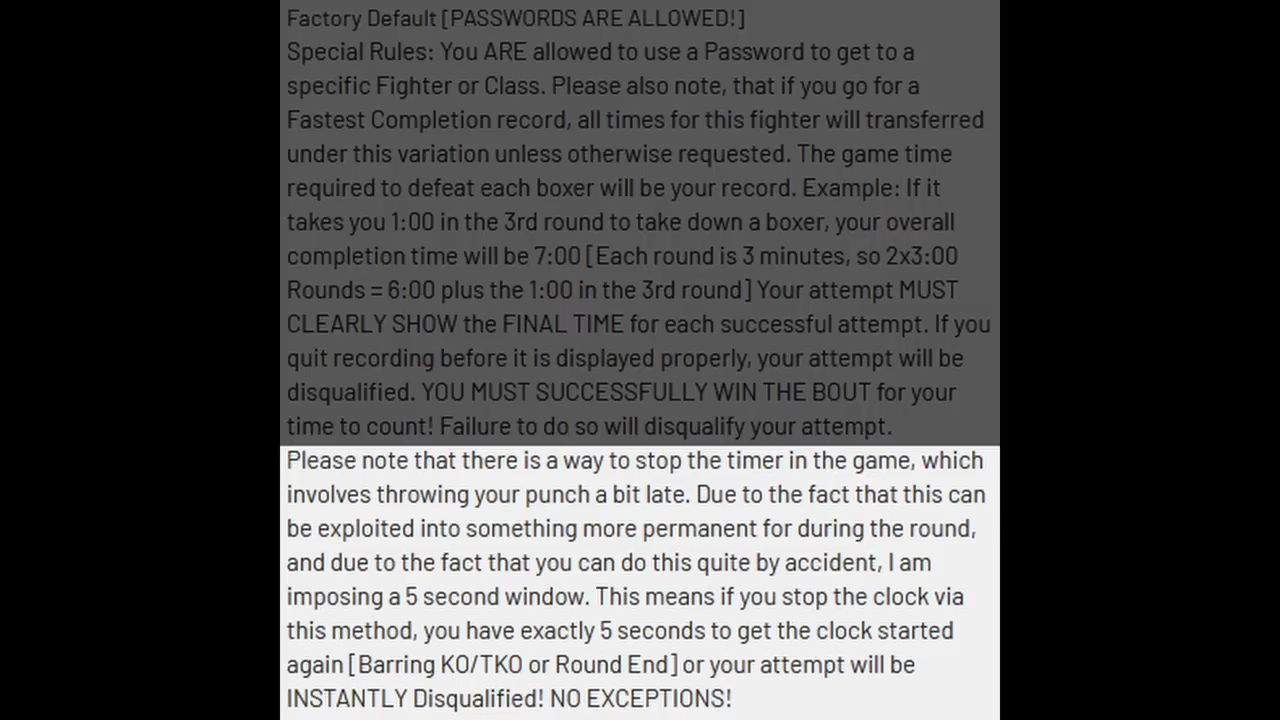 Factory Default [PASSWORDS ARE ALLOWED!]
Special Rules: You ARE allowed to use a Password to get to a
specific Fighter or Class. Please also note, that if you go for a
Fastest Completion record, all times for this fighter will transferred
under this variation unless otherwise requested. The game time
required to defeat each boxer will be your record. Example: If it
takes you 1:00 in the 3rd round to take down a boxer, your overall
completion time will be 7:00 [Each round is 3 minutes, so 2x3:00
Rounds = 6:00 plus the 1:00 in the 3rd round] Your attempt MUST
CLEARLY SHOW the FINAL TIME for each successful attempt. If you
quit recording before it is displayed properly, your attempt will be
disqualified. YOU MUST SUCCESSFULLY WIN THE BOUT for your
time to count! Failure to do so will disqualify your attempt.
Please note that there is a way to stop the timer in the game, which
involves throwing your punch a bit late. Due to the fact that this can
be exploited into something more permanent for during the round,
and due to the fact that you can do this quite by accident, I am
imposing a 5 second window. This means if you stop the clock via
this method, you have exactly 5 seconds to get the clock started
again [Barring KO/TKO or Round End] or your attempt will be
INSTANTLY Disqualified! NO EXCEPTIONS!